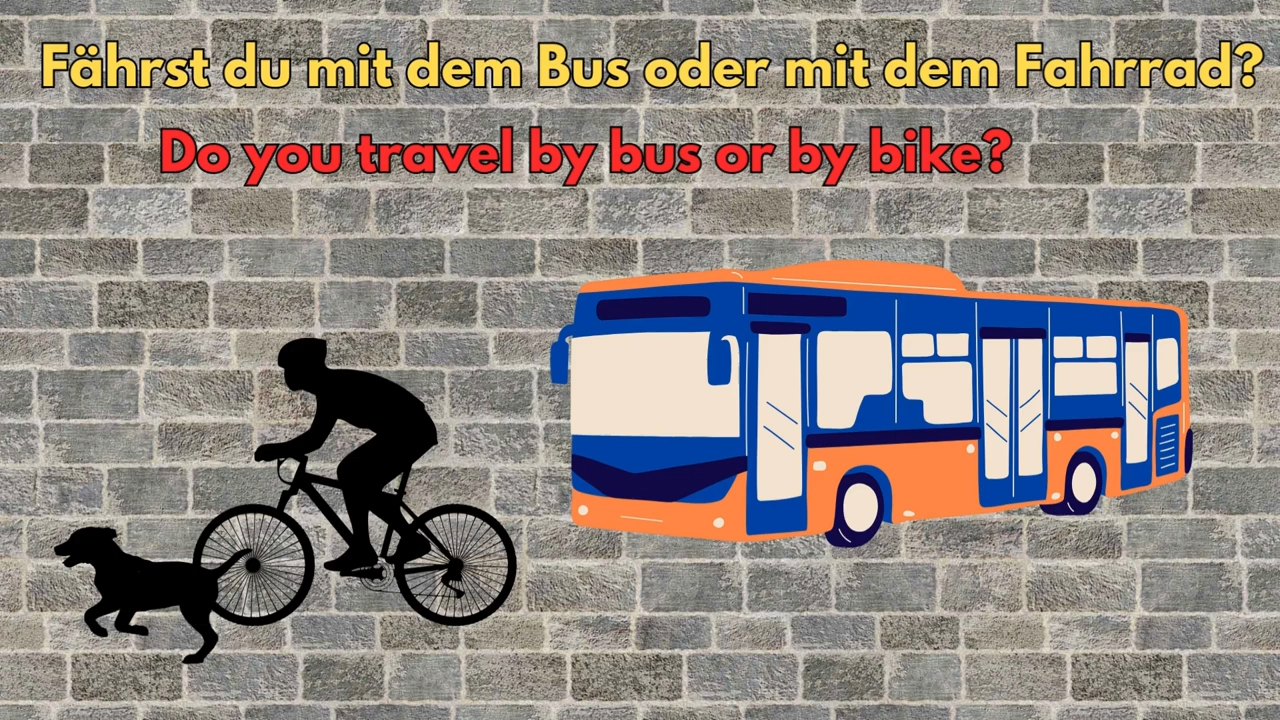 Fährst du mit dem Bus oder mit dem Fahrrad?
Do you travel by bus or by bike?